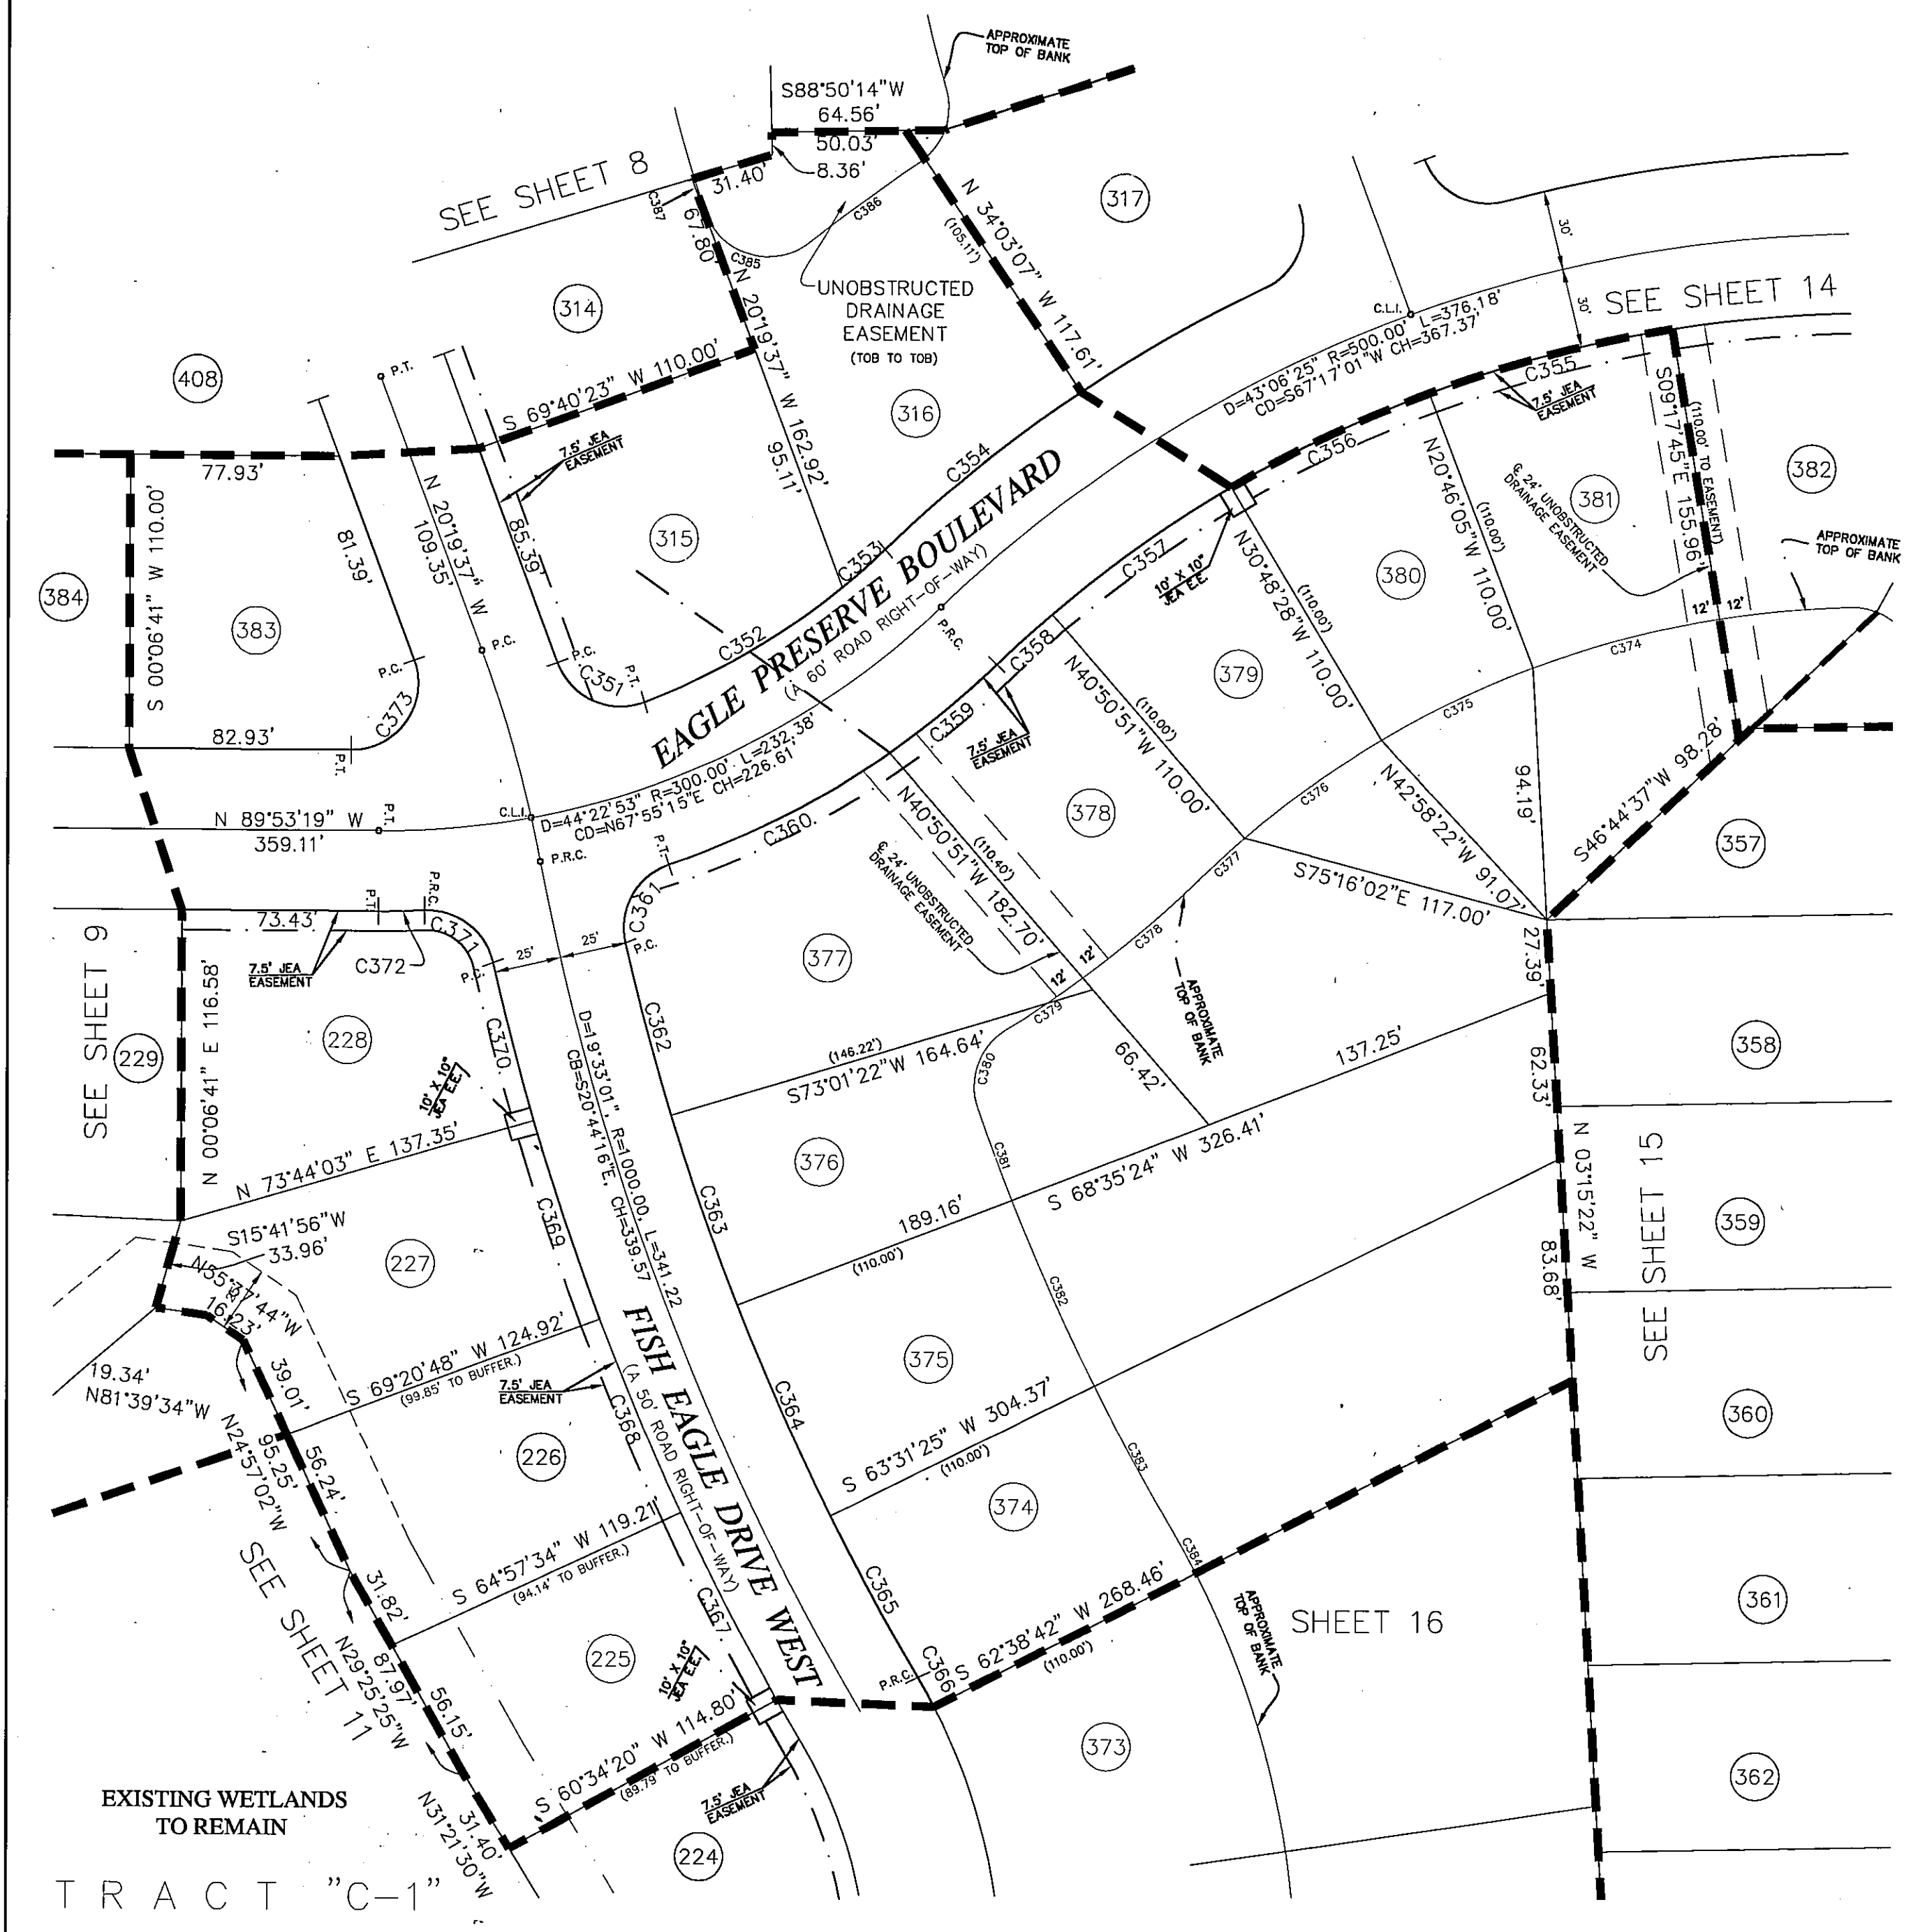 APPROXIMATE
TOP OF BANK
S88°50'14"W
64.56'
50.03'
8.36'
31.40'
SEE SHEET 8
C387
67.80'
C386
C385
N 34°03'07" W 117.61'
(105.11')
317
UNOBSTRUCTED
DRAINAGE
EASEMENT
(TOB TO TOB)
30'
30'
SEE SHEET 14
C.L.I.
D=43°06'25" R=500.00' L=376.18'
CD=S67°17'01"W CH=367.37'
314
N 20°19'37" W 162.92'
95.11'
408
P.T.
S 69°40'23" W 110.00'
7.5' JEA
EASEMENT
316
C354
C355
7.5' JEA
EASEMENT
C356
S09°17'45"E 155.96'
(110.00' TO EASEMENT)
382
77.93'
S 00°06'41" W 110.00'
81.39'
N 20°19'37" W
109.35'
85.39'
315
C353
EAGLE PRESERVE BOULEVARD
(A 60' ROAD RIGHT-OF-WAY)
C357
10' X 10'
JEA E.E.
N20°46'05"W 110.00'
(110.00')
381
℄ 24' UNOBSTRUCTED
DRAINAGE EASEMENT
APPROXIMATE
TOP OF BANK
384
383
380
N30°48'28"W 110.00'
(110.00')
12'
12'
C374
P.C.
P.C.
P.C.
P.T.
C351
C352
P.R.C.
C358
379
C375
C373
82.93'
P.T.
N40°50'51"W 110.00'
(110.00')
C359
7.5' JEA
EASEMENT
S46°44'37"W 98.28'
94.19'
C376
N42°58'22"W 91.07'
N 89°53'19" W
359.11'
P.T.
C.L.I.
D=44°22'53" R=300.00' L=232.38'
CD=N67°55'15"E CH=226.61'
P.R.C.
P.T.
C360
378
357
N40°50'51"W 182.70'
(110.40')
℄ 24' UNOBSTRUCTED
DRAINAGE EASEMENT
C377
S75°16'02"E 117.00'
C361
P.C.
SEE SHEET 9
73.43'
P.T.
P.R.C.
C371
C372
P.C.
25'
25'
7.5' JEA
EASEMENT
377
C378
12'
12'
27.39'
APPROXIMATE
TOP OF BANK
C379
229
N 00°06'41" E 116.58'
228
C370
10' X 10'
JEA E.E.
C362
D=19°33'01", R=1000.00, L=341.22
CB=S20°44'16"E, CH=339.57
(146.22')
S73°01'22"W 164.64'
C380
66.42'
137.25'
62.33'
358
N 73°44'03" E 137.35'
376
C381
S 68°35'24" W 326.41'
189.16'
(110.00')
N 03°15'22" W
83.68'
SEE SHEET 15
359
S15°41'56"W
33.96'
N55°37'44"W
16.23'
227
C369
C363
C382
19.34'
N81°39'34"W
39.01'
S 69°20'48" W 124.92'
(99.85' TO BUFFER.)
7.5' JEA
EASEMENT
FISH EAGLE DRIVE WEST
(A 50' ROAD RIGHT-OF-WAY)
375
C364
S 63°31'25" W 304.37'
(110.00')
360
N24°57'02"W
95.25'
56.24'
226
C368
C383
374
SEE SHEET 11
31.82'
S 64°57'34" W 119.21'
(94.14' TO BUFFER.)
C365
C384
361
N29°25'25"W
87.97'
56.15'
225
C367
10' X 10'
JEA E.E.
P.R.C.
C366
S 62°38'42" W 268.46'
(110.00')
APPROXIMATE
TOP OF BANK
SHEET 16
S 60°34'20" W 114.80'
(89.79' TO BUFFER.)
7.5' JEA
EASEMENT
373
362
N31°21'30"W
31.40'
224
EXISTING WETLANDS
TO REMAIN
TRACT "C-1"